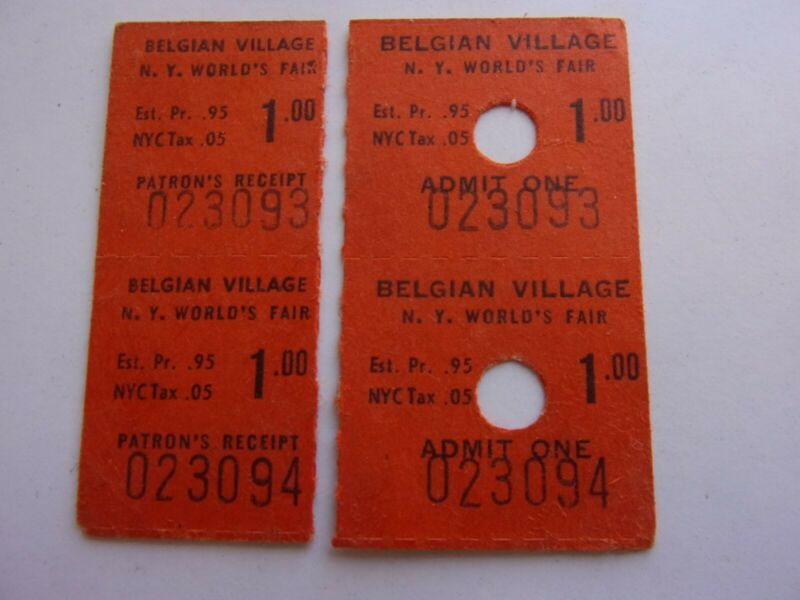 BELGIAN VILLAGE
N. Y. WORLD'S FAIR
Est. Pr. .95 1.00
NYC Tax .05
PATRON'S RECEIPT
023093
BELGIAN VILLAGE
N. Y. WORLD'S FAIR
Est. Pr. .95 1.00
NYC Tax .05
PATRON'S RECEIPT
023094
BELGIAN VILLAGE
N. Y. WORLD'S FAIR
Est. Pr. .95 1.00
NYC Tax .05
ADMIT ONE
023093
BELGIAN VILLAGE
N. Y. WORLD'S FAIR
Est. Pr. .95 1.00
NYC Tax .05
ADMIT ONE
023094